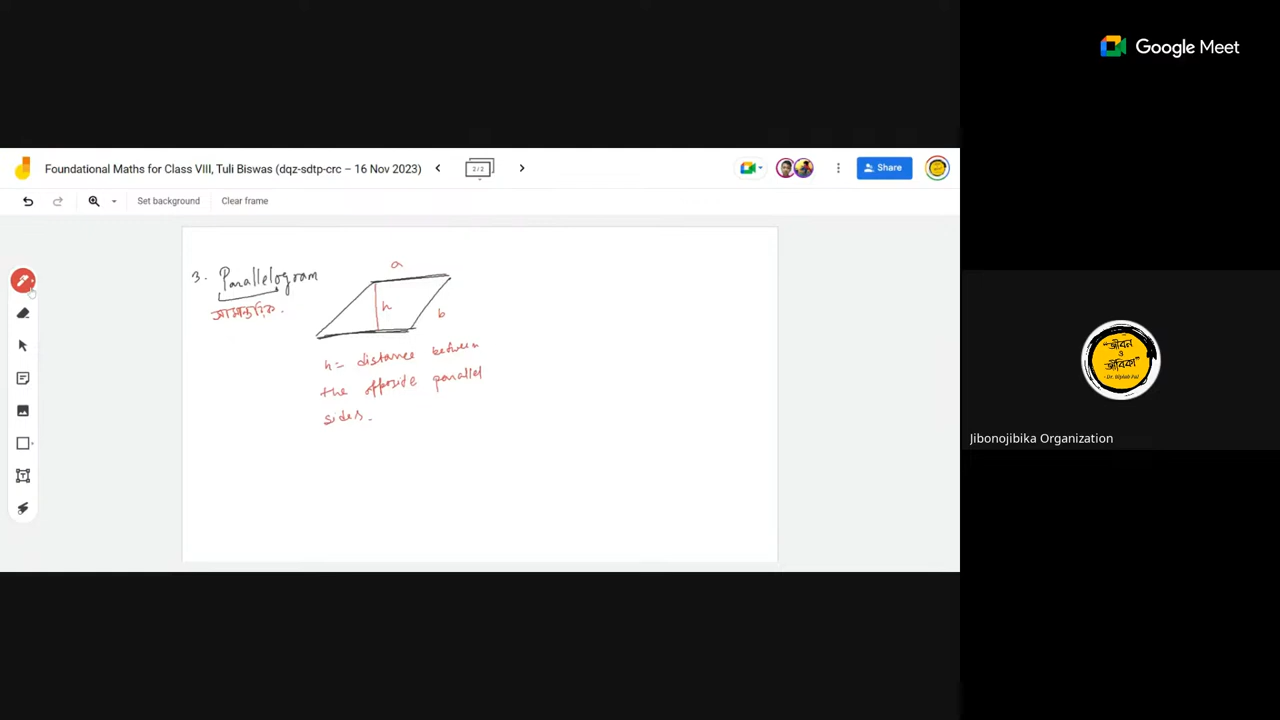 Google Meet
Foundational Maths for Class VIII, Tuli Biswas (dqz-sdtp-crc – 16 Nov 2023)
2/2
Share
Set background
Clear frame
3. Parallelogram
সামান্তরিক.
a
h
b
h = distance between
the opposite parallel
sides.
"জীবন
ও
জীবিকা"
Jibonojibika Organization